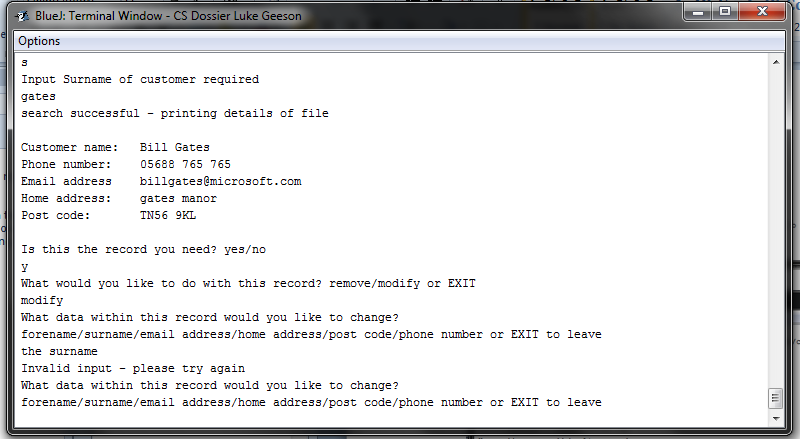 BlueJ: Terminal Window - CS Dossier Luke Geeson
Options
s
Input Surname of customer required
gates
search successful - printing details of file
Customer name: Bill Gates
Phone number: 05688 765 765
Email address billgates@microsoft.com
Home address: gates manor
Post code: TN56 9KL
Is this the record you need? yes/no
y
What would you like to do with this record? remove/modify or EXIT
modify
What data within this record would you like to change?
forename/surname/email address/home address/post code/phone number or EXIT to leave
the surname
Invalid input - please try again
What data within this record would you like to change?
forename/surname/email address/home address/post code/phone number or EXIT to leave